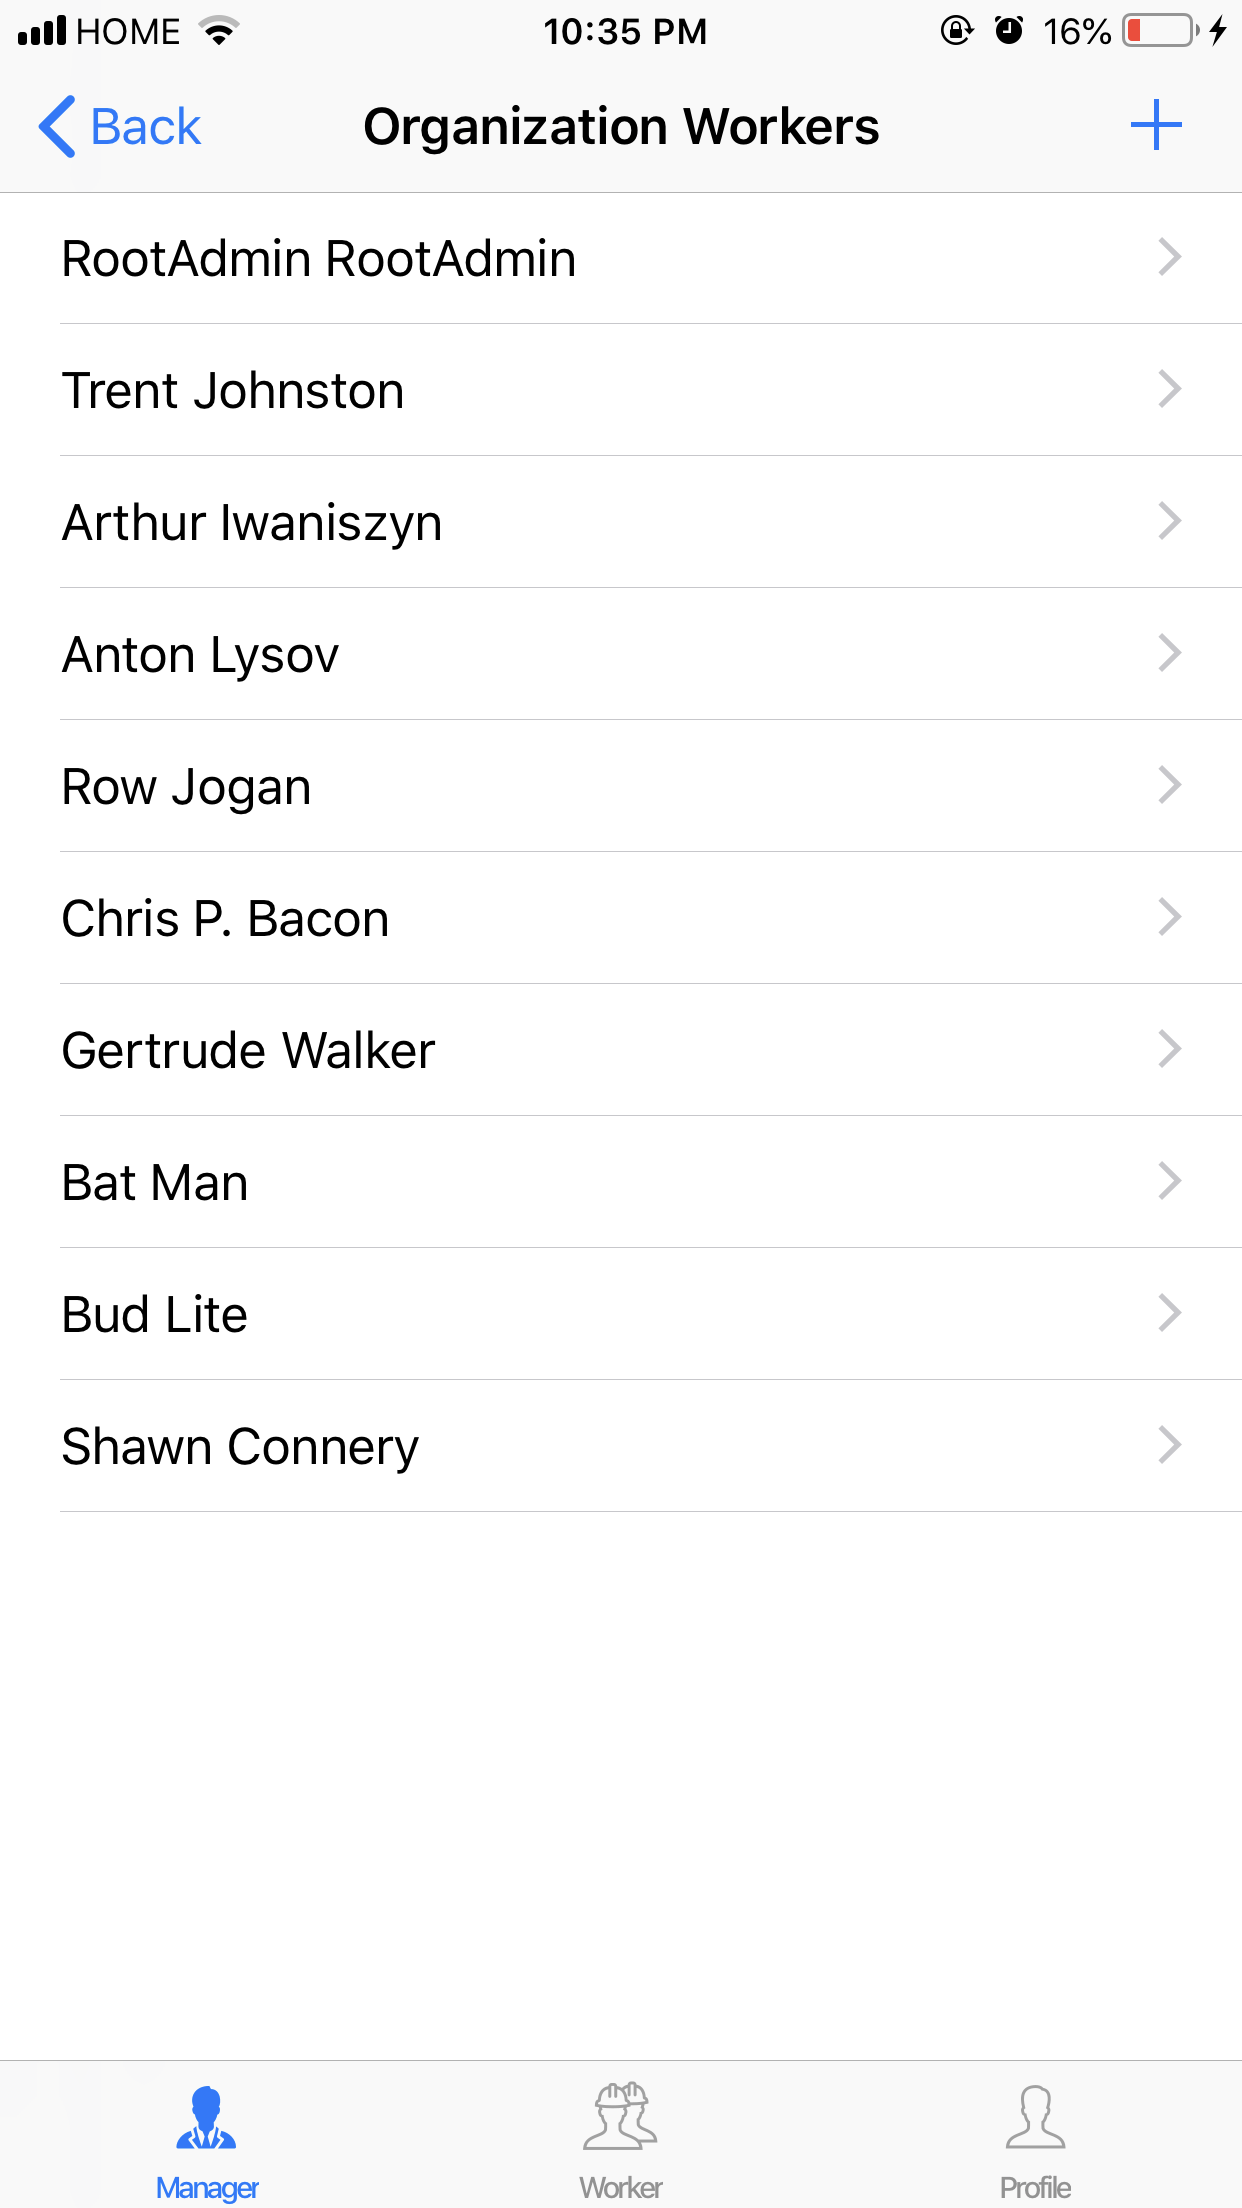 HOME 10:35 PM 16%
Back Organization Workers
RootAdmin RootAdmin
Trent Johnston
Arthur Iwaniszyn
Anton Lysov
Row Jogan
Chris P. Bacon
Gertrude Walker
Bat Man
Bud Lite
Shawn Connery
Manager Worker Profile